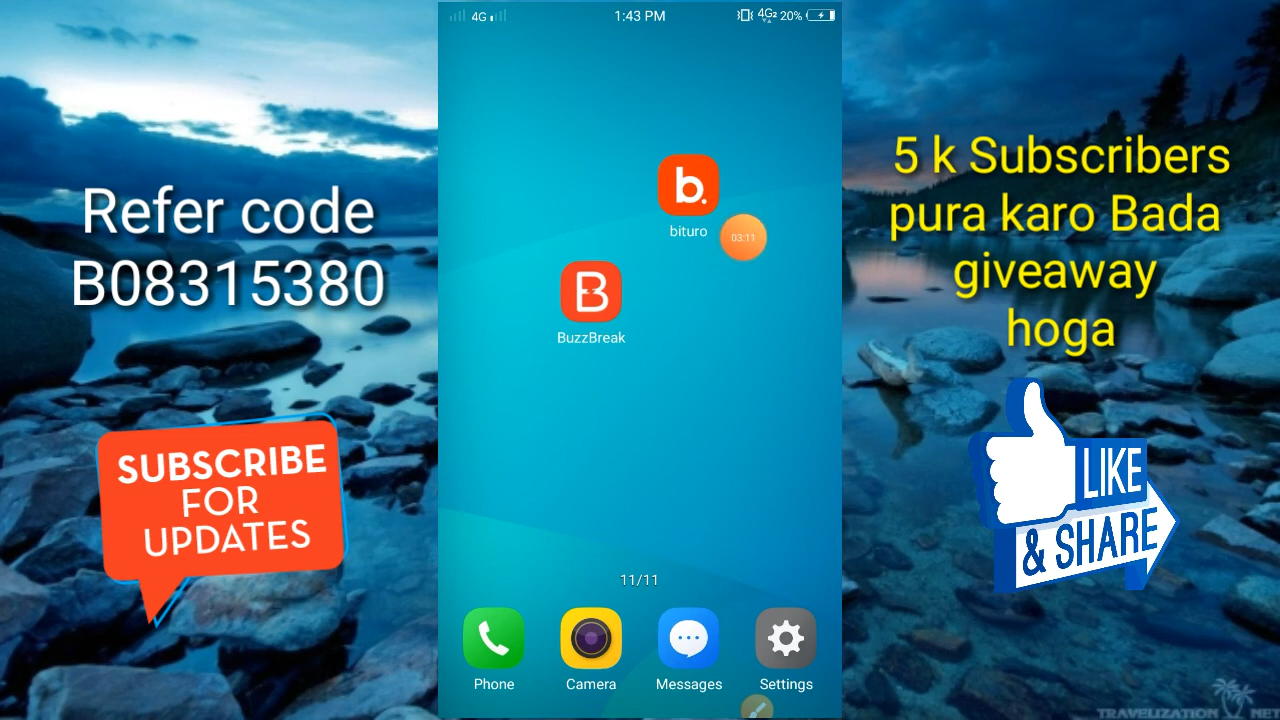 4G
1:43 PM
4G2 20%
Refer code
B08315380
5 k Subscribers
pura karo Bada
giveaway
hoga
b.
bituro
03:11
B
BuzzBreak
SUBSCRIBE
FOR
UPDATES
LIKE
& SHARE
11/11
Phone
Camera
Messages
Settings
TRAVELIZATION.NET